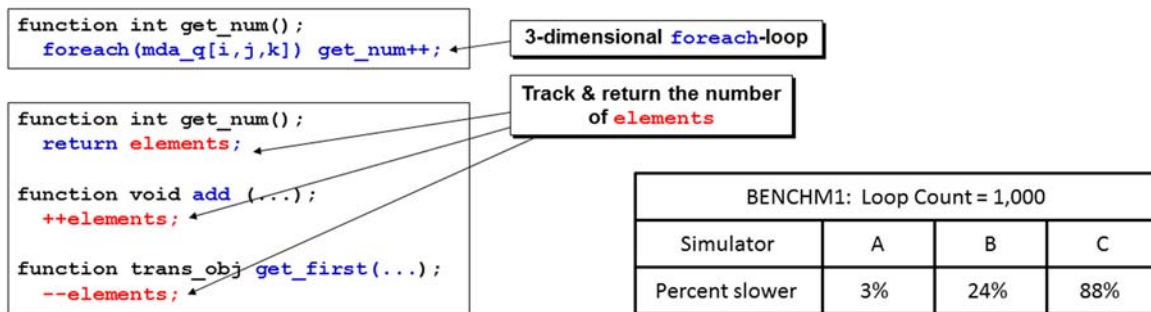 function int get_num();
foreach(mda_q[i,j,k]) get_num++;
3-dimensional foreach-loop
function int get_num();
return elements;
function void add (...);
++elements;
function trans_obj get_first(...);
--elements;
Track & return the number
of elements
BENCHM1: Loop Count = 1,000
Simulator A B C
Percent slower 3% 24% 88%